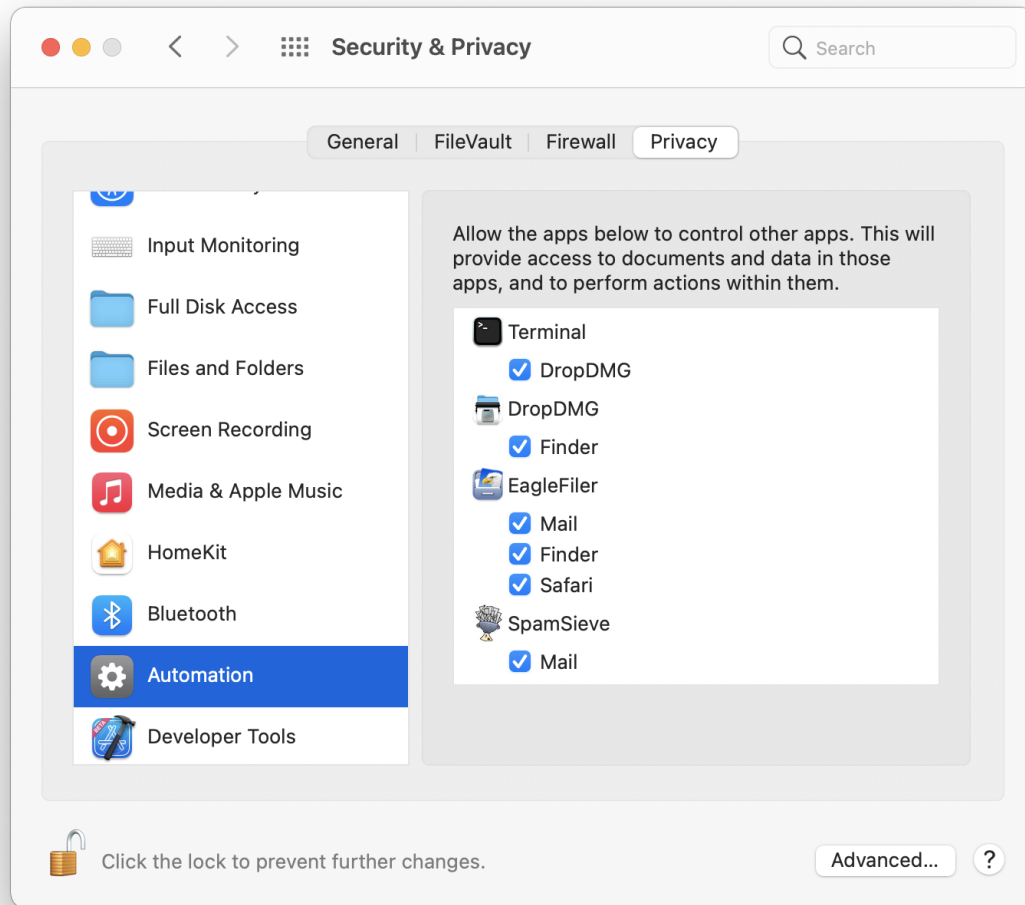 Security & Privacy
Search
General
FileVault
Firewall
Privacy
Input Monitoring
Full Disk Access
Files and Folders
Screen Recording
Media & Apple Music
HomeKit
Bluetooth
Automation
Developer Tools
Allow the apps below to control other apps. This will
provide access to documents and data in those
apps, and to perform actions within them.
Terminal
DropDMG
DropDMG
Finder
EagleFiler
Mail
Finder
Safari
SpamSieve
Mail
Click the lock to prevent further changes.
Advanced...
?